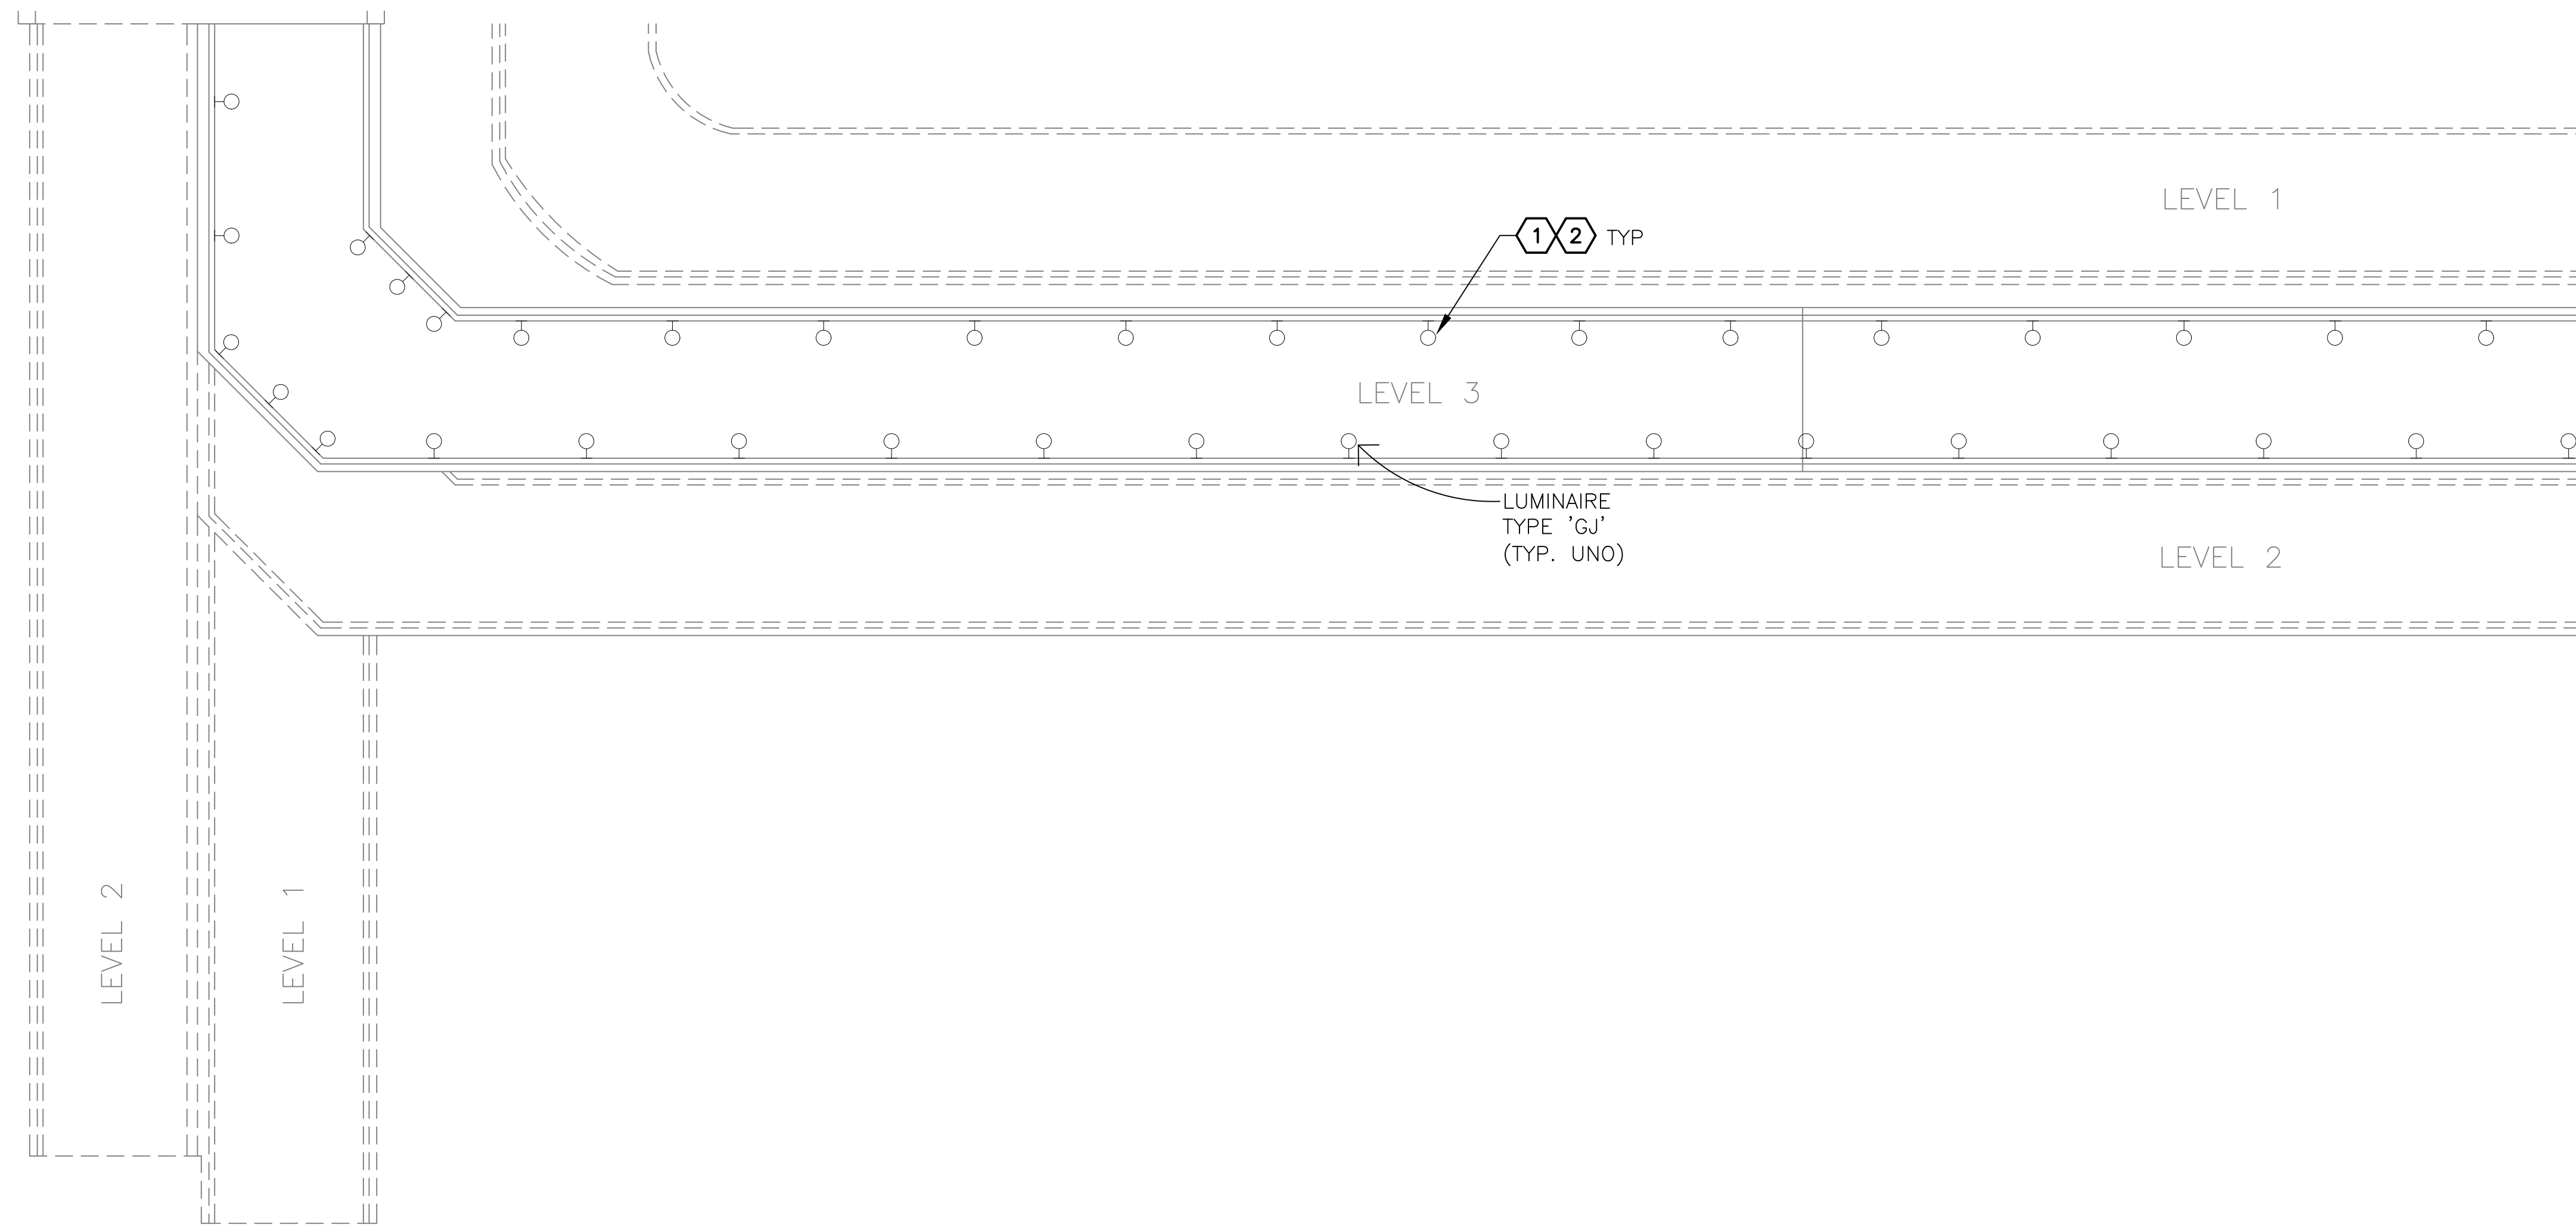 LEVEL 1
1 2 TYP
LEVEL 3
LUMINAIRE
TYPE 'GJ'
(TYP. UNO)
LEVEL 2
LEVEL 2
LEVEL 1